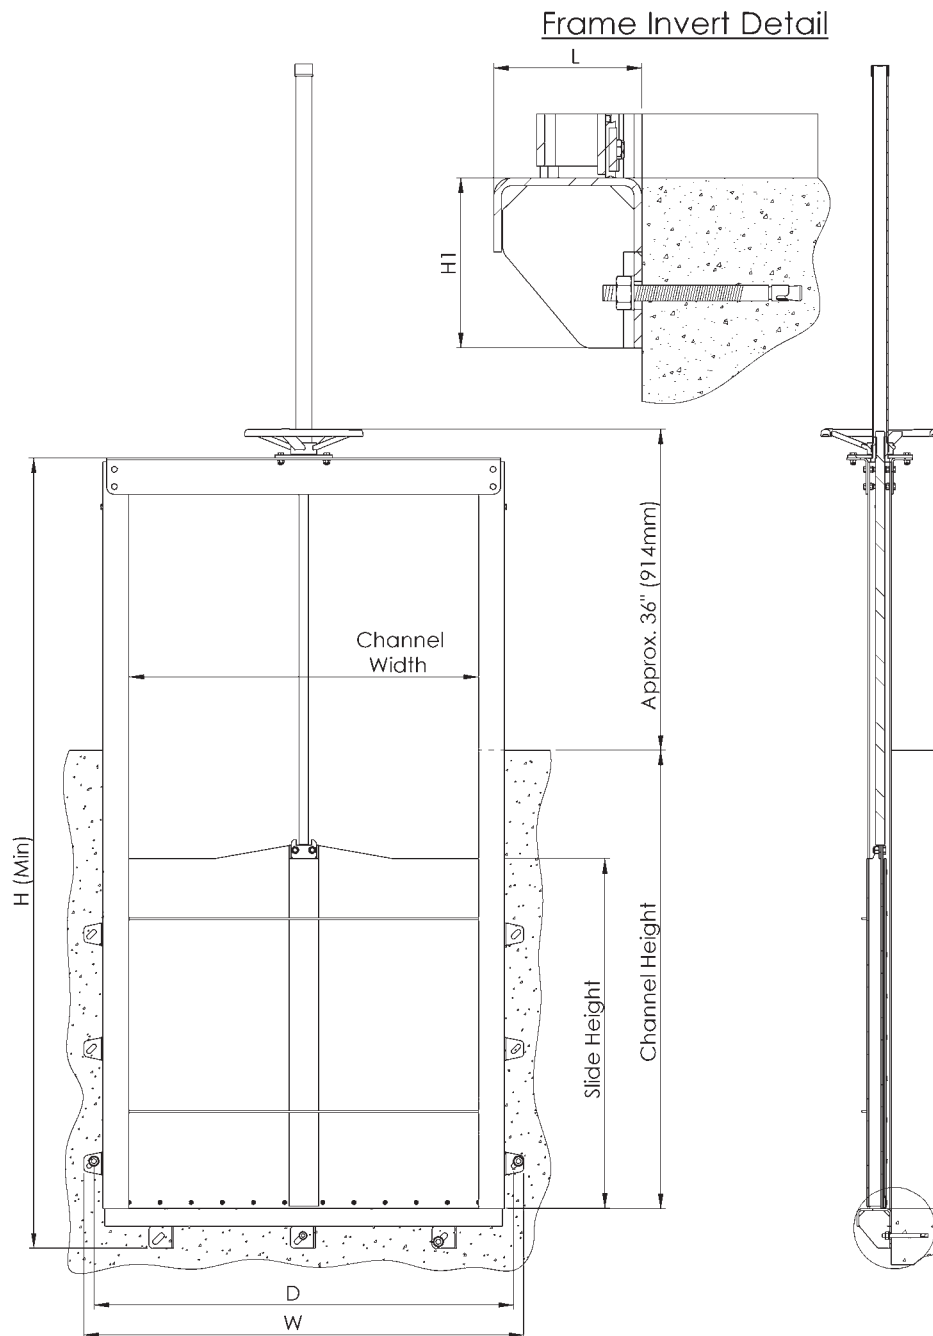 Frame Invert Detail
L
H1
Approx. 36" (914mm)
Channel
Width
H (Min)
Channel Height
Slide Height
D
W